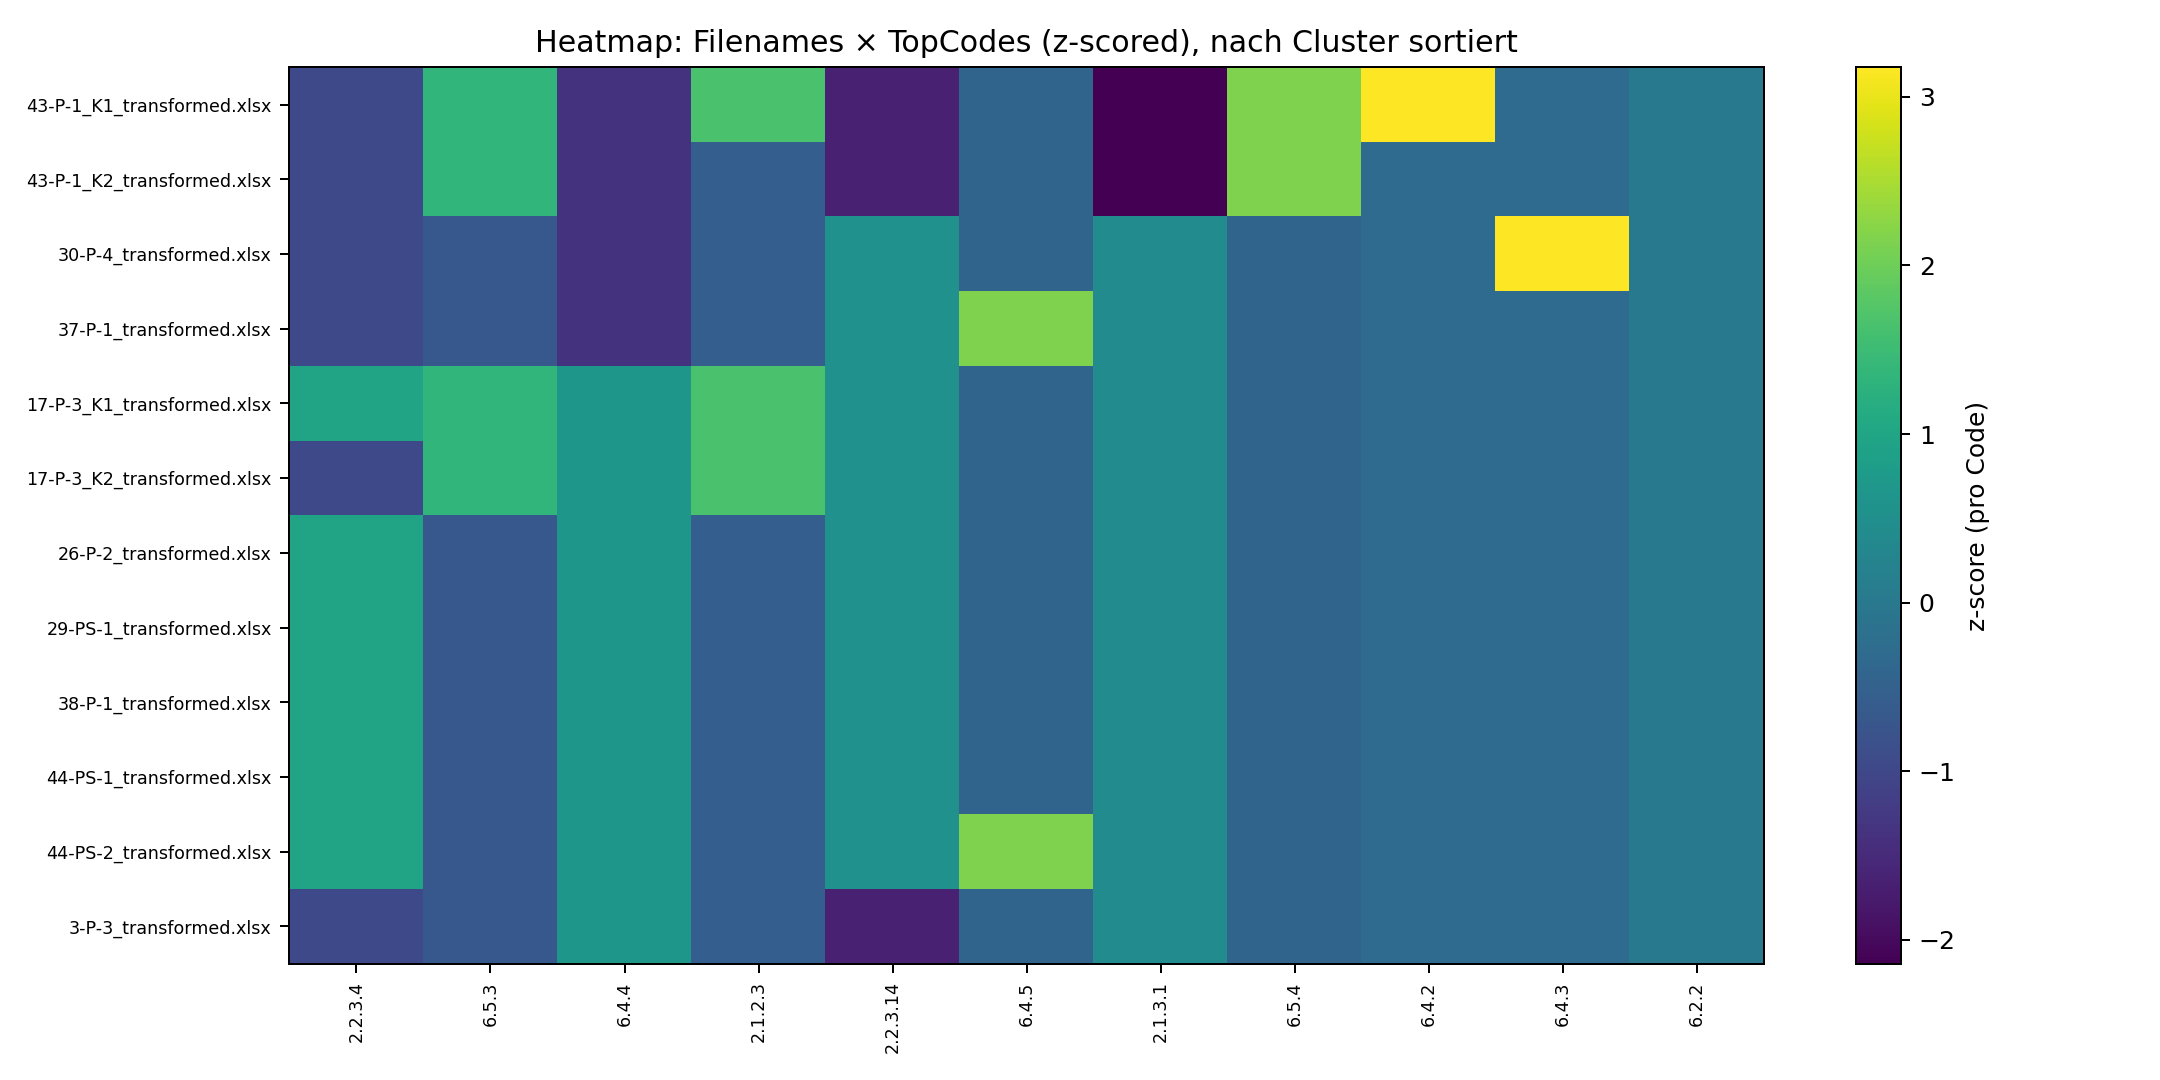 Heatmap: Filenames × TopCodes (z-scored), nach Cluster sortiert
43-P-1_K1_transformed.xlsx
43-P-1_K2_transformed.xlsx
30-P-4_transformed.xlsx
37-P-1_transformed.xlsx
17-P-3_K1_transformed.xlsx
17-P-3_K2_transformed.xlsx
26-P-2_transformed.xlsx
29-PS-1_transformed.xlsx
38-P-1_transformed.xlsx
44-PS-1_transformed.xlsx
44-PS-2_transformed.xlsx
3-P-3_transformed.xlsx
2.2.3.4
6.5.3
6.4.4
2.1.2.3
2.2.3.14
6.4.5
2.1.3.1
6.5.4
6.4.2
6.4.3
6.2.2
3
2
1
0
−1
−2
z-score (pro Code)